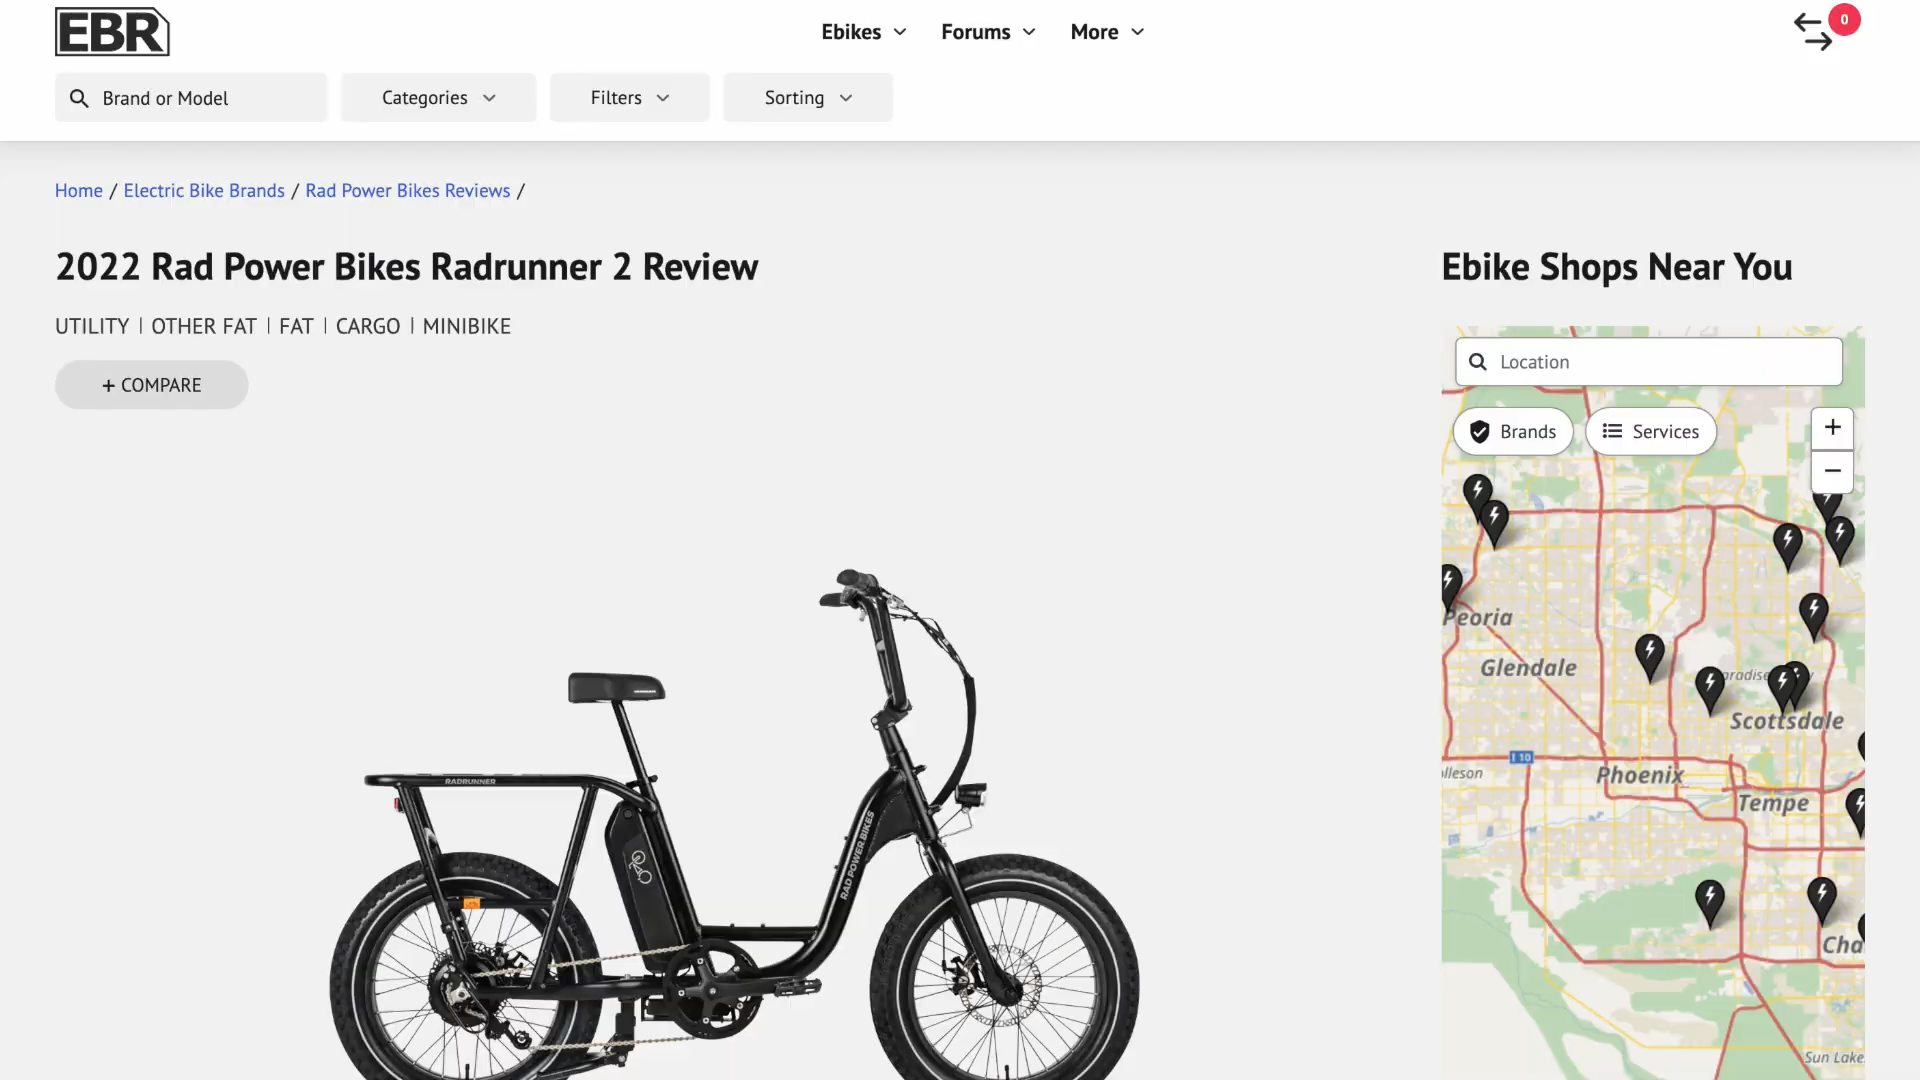 EBR
Ebikes
Forums
More
0
Brand or Model
Categories
Filters
Sorting
Home / Electric Bike Brands / Rad Power Bikes Reviews /
2022 Rad Power Bikes Radrunner 2 Review
UTILITY | OTHER FAT | FAT | CARGO | MINIBIKE
+ COMPARE
RADRUNNER
RAD POWER BIKES
Ebike Shops Near You
Location
Brands
Services
+
−
Peoria
Glendale
Scottsdale
I 10
Phoenix
Tempe
Cha
Sun Lake